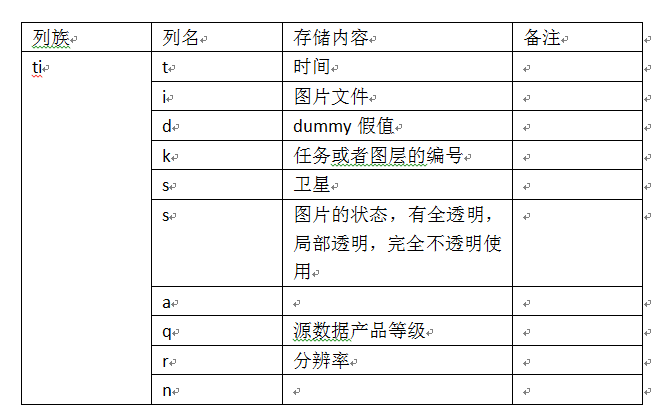 列族 列名 存储内容 备注
ti t 时间
i 图片文件
d dummy 假值
k 任务或者图层的编号
s 卫星
s 图片的状态，有全透明，
局部透明，完全不透明使
用
a
q 源数据产品等级
r 分辨率
n